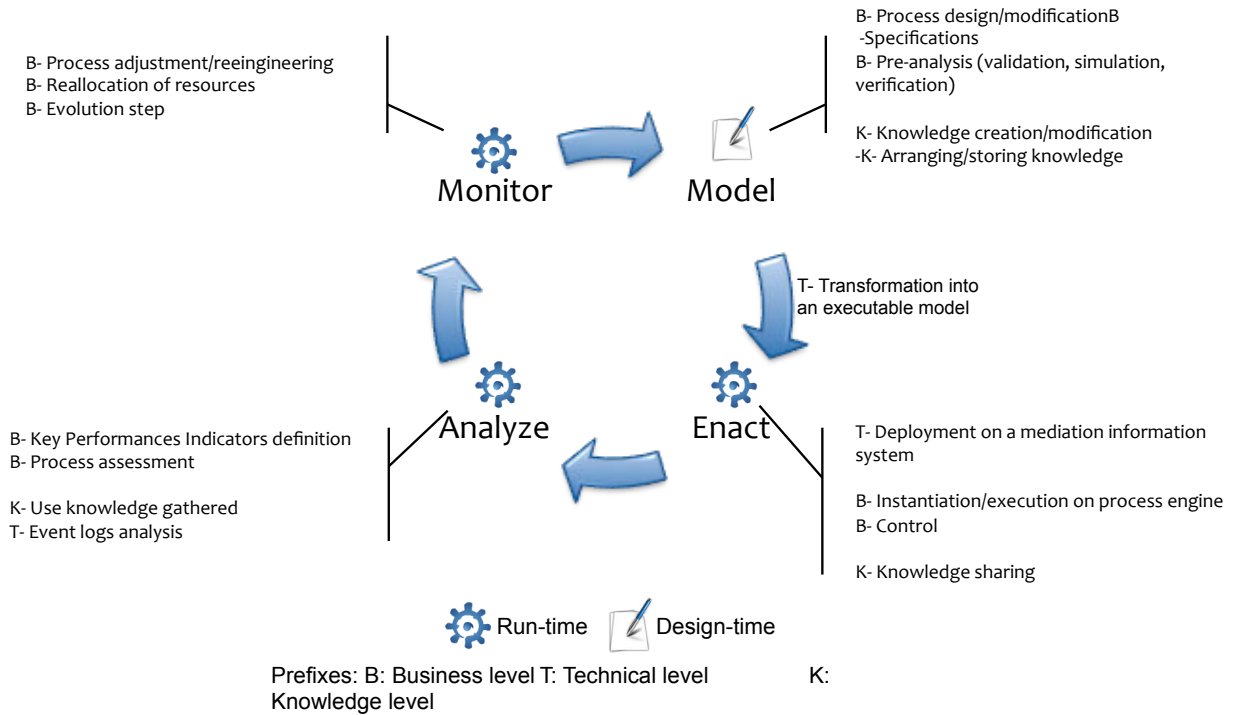 B- Process design/modificationB
-Specifications
B- Pre-analysis (validation, simulation,
verification)
K- Knowledge creation/modification
-K- Arranging/storing knowledge
B- Process adjustment/reeingineering
B- Reallocation of resources
B- Evolution step
Monitor
Model
T- Transformation into
an executable model
Analyze
Enact
B- Key Performances Indicators definition
B- Process assessment
K- Use knowledge gathered
T- Event logs analysis
T- Deployment on a mediation information
system
B- Instantiation/execution on process engine
B- Control
K- Knowledge sharing
Run-time
Design-time
Prefixes: B: Business level T: Technical level K:
Knowledge level